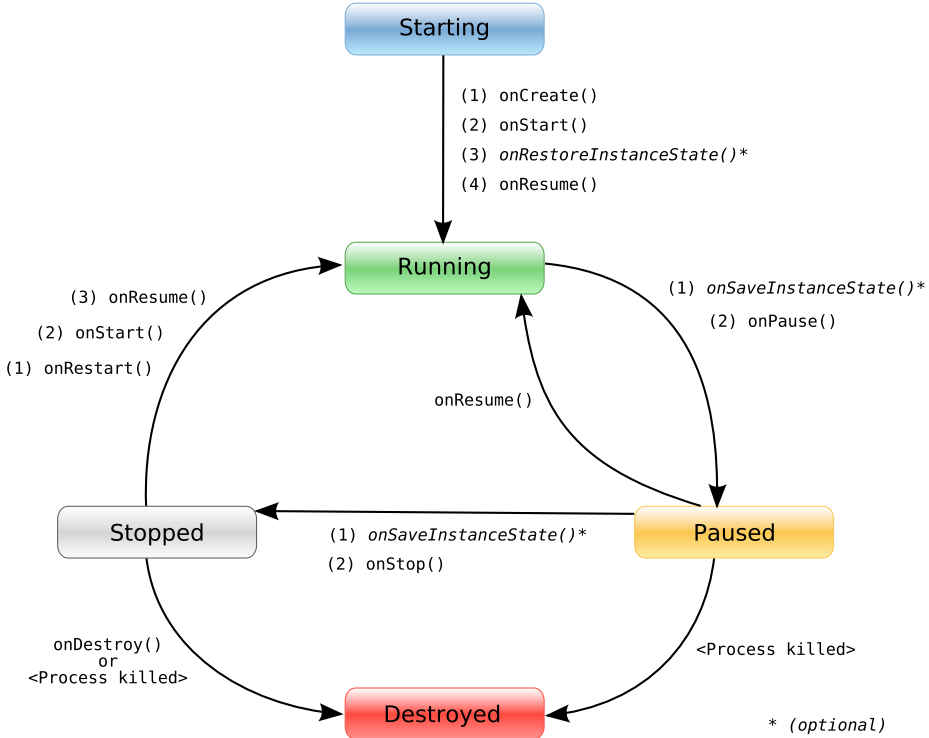 Starting
(1) onCreate()
(2) onStart()
(3) onRestoreInstanceState()*
(4) onResume()
Running
(3) onResume()
(2) onStart()
(1) onRestart()
(1) onSaveInstanceState()*
(2) onPause()
onResume()
Stopped
Paused
(1) onSaveInstanceState()*
(2) onStop()
onDestroy()
or
<Process killed>
<Process killed>
Destroyed
* (optional)